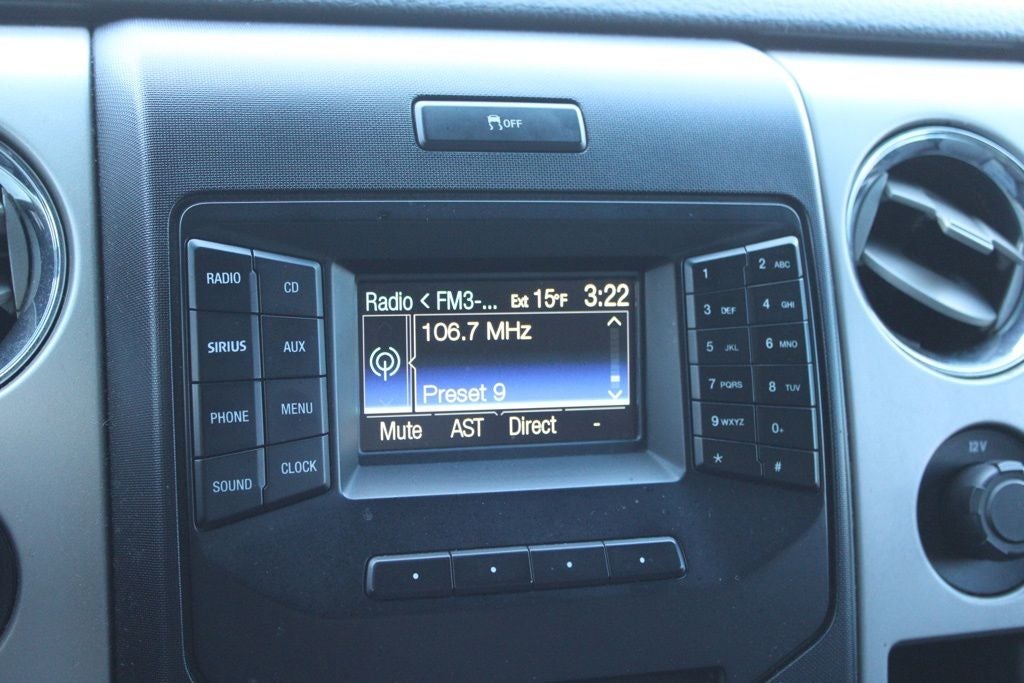 OFF
RADIO
CD
SIRIUS
AUX
PHONE
MENU
SOUND
CLOCK
Radio < FM3-... Ext 15°F 3:22
106.7 MHz
Preset 9
Mute AST Direct -
1
2 ABC
3 DEF
4 GHI
5 JKL
6 MNO
7 PQRS
8 TUV
9 WXYZ
0+
*
#
12V